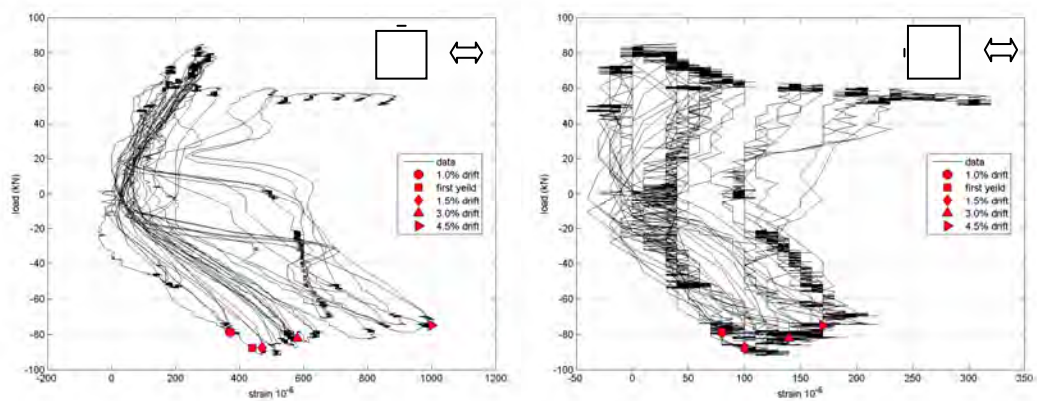 100
80
60
40
20
0
-20
-40
-60
-80
-100
load (kN)
-200 0 200 400 600 800 1000 1200
strain 10-6
data
1.0% drift
first yeild
1.5% drift
3.0% drift
4.5% drift
100
80
60
40
20
0
-20
-40
-60
-80
-100
load (kN)
-50 0 50 100 150 200 250 300 350
strain 10-6
data
1.0% drift
first yeild
1.5% drift
3.0% drift
4.5% drift